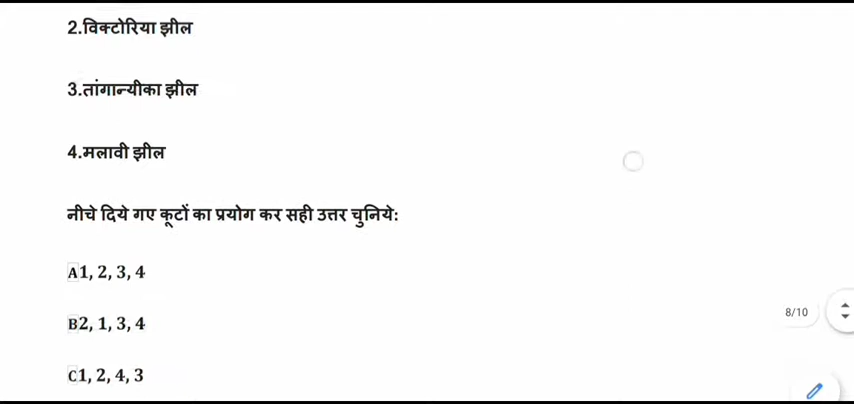 2.विक्टोरिया झील
3.तांगान्यीका झील
4.मलावी झील
नीचे दिये गए कूटों का प्रयोग कर सही उत्तर चुनिये:
A1, 2, 3, 4
B2, 1, 3, 4
8/10
C1, 2, 4, 3